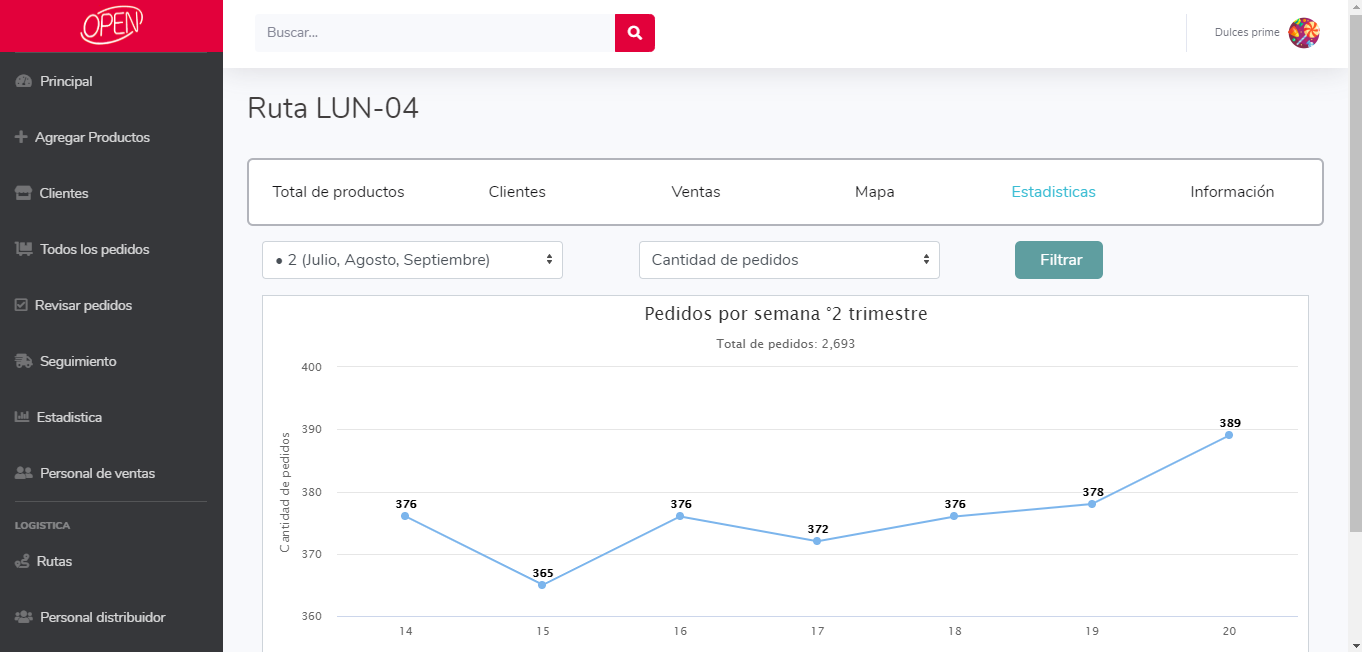 OPEN
Buscar...
Dulces prime
Principal
Agregar Productos
Clientes
Todos los pedidos
Revisar pedidos
Seguimiento
Estadistica
Personal de ventas
LOGISTICA
Rutas
Personal distribuidor
Ruta LUN-04
Total de productos Clientes Ventas Mapa Estadisticas Información
● 2 (Julio, Agosto, Septiembre) Cantidad de pedidos Filtrar
Pedidos por semana °2 trimestre
Total de pedidos: 2,693
Cantidad de pedidos
400
390
380
370
360
376
365
376
372
376
378
389
14 15 16 17 18 19 20